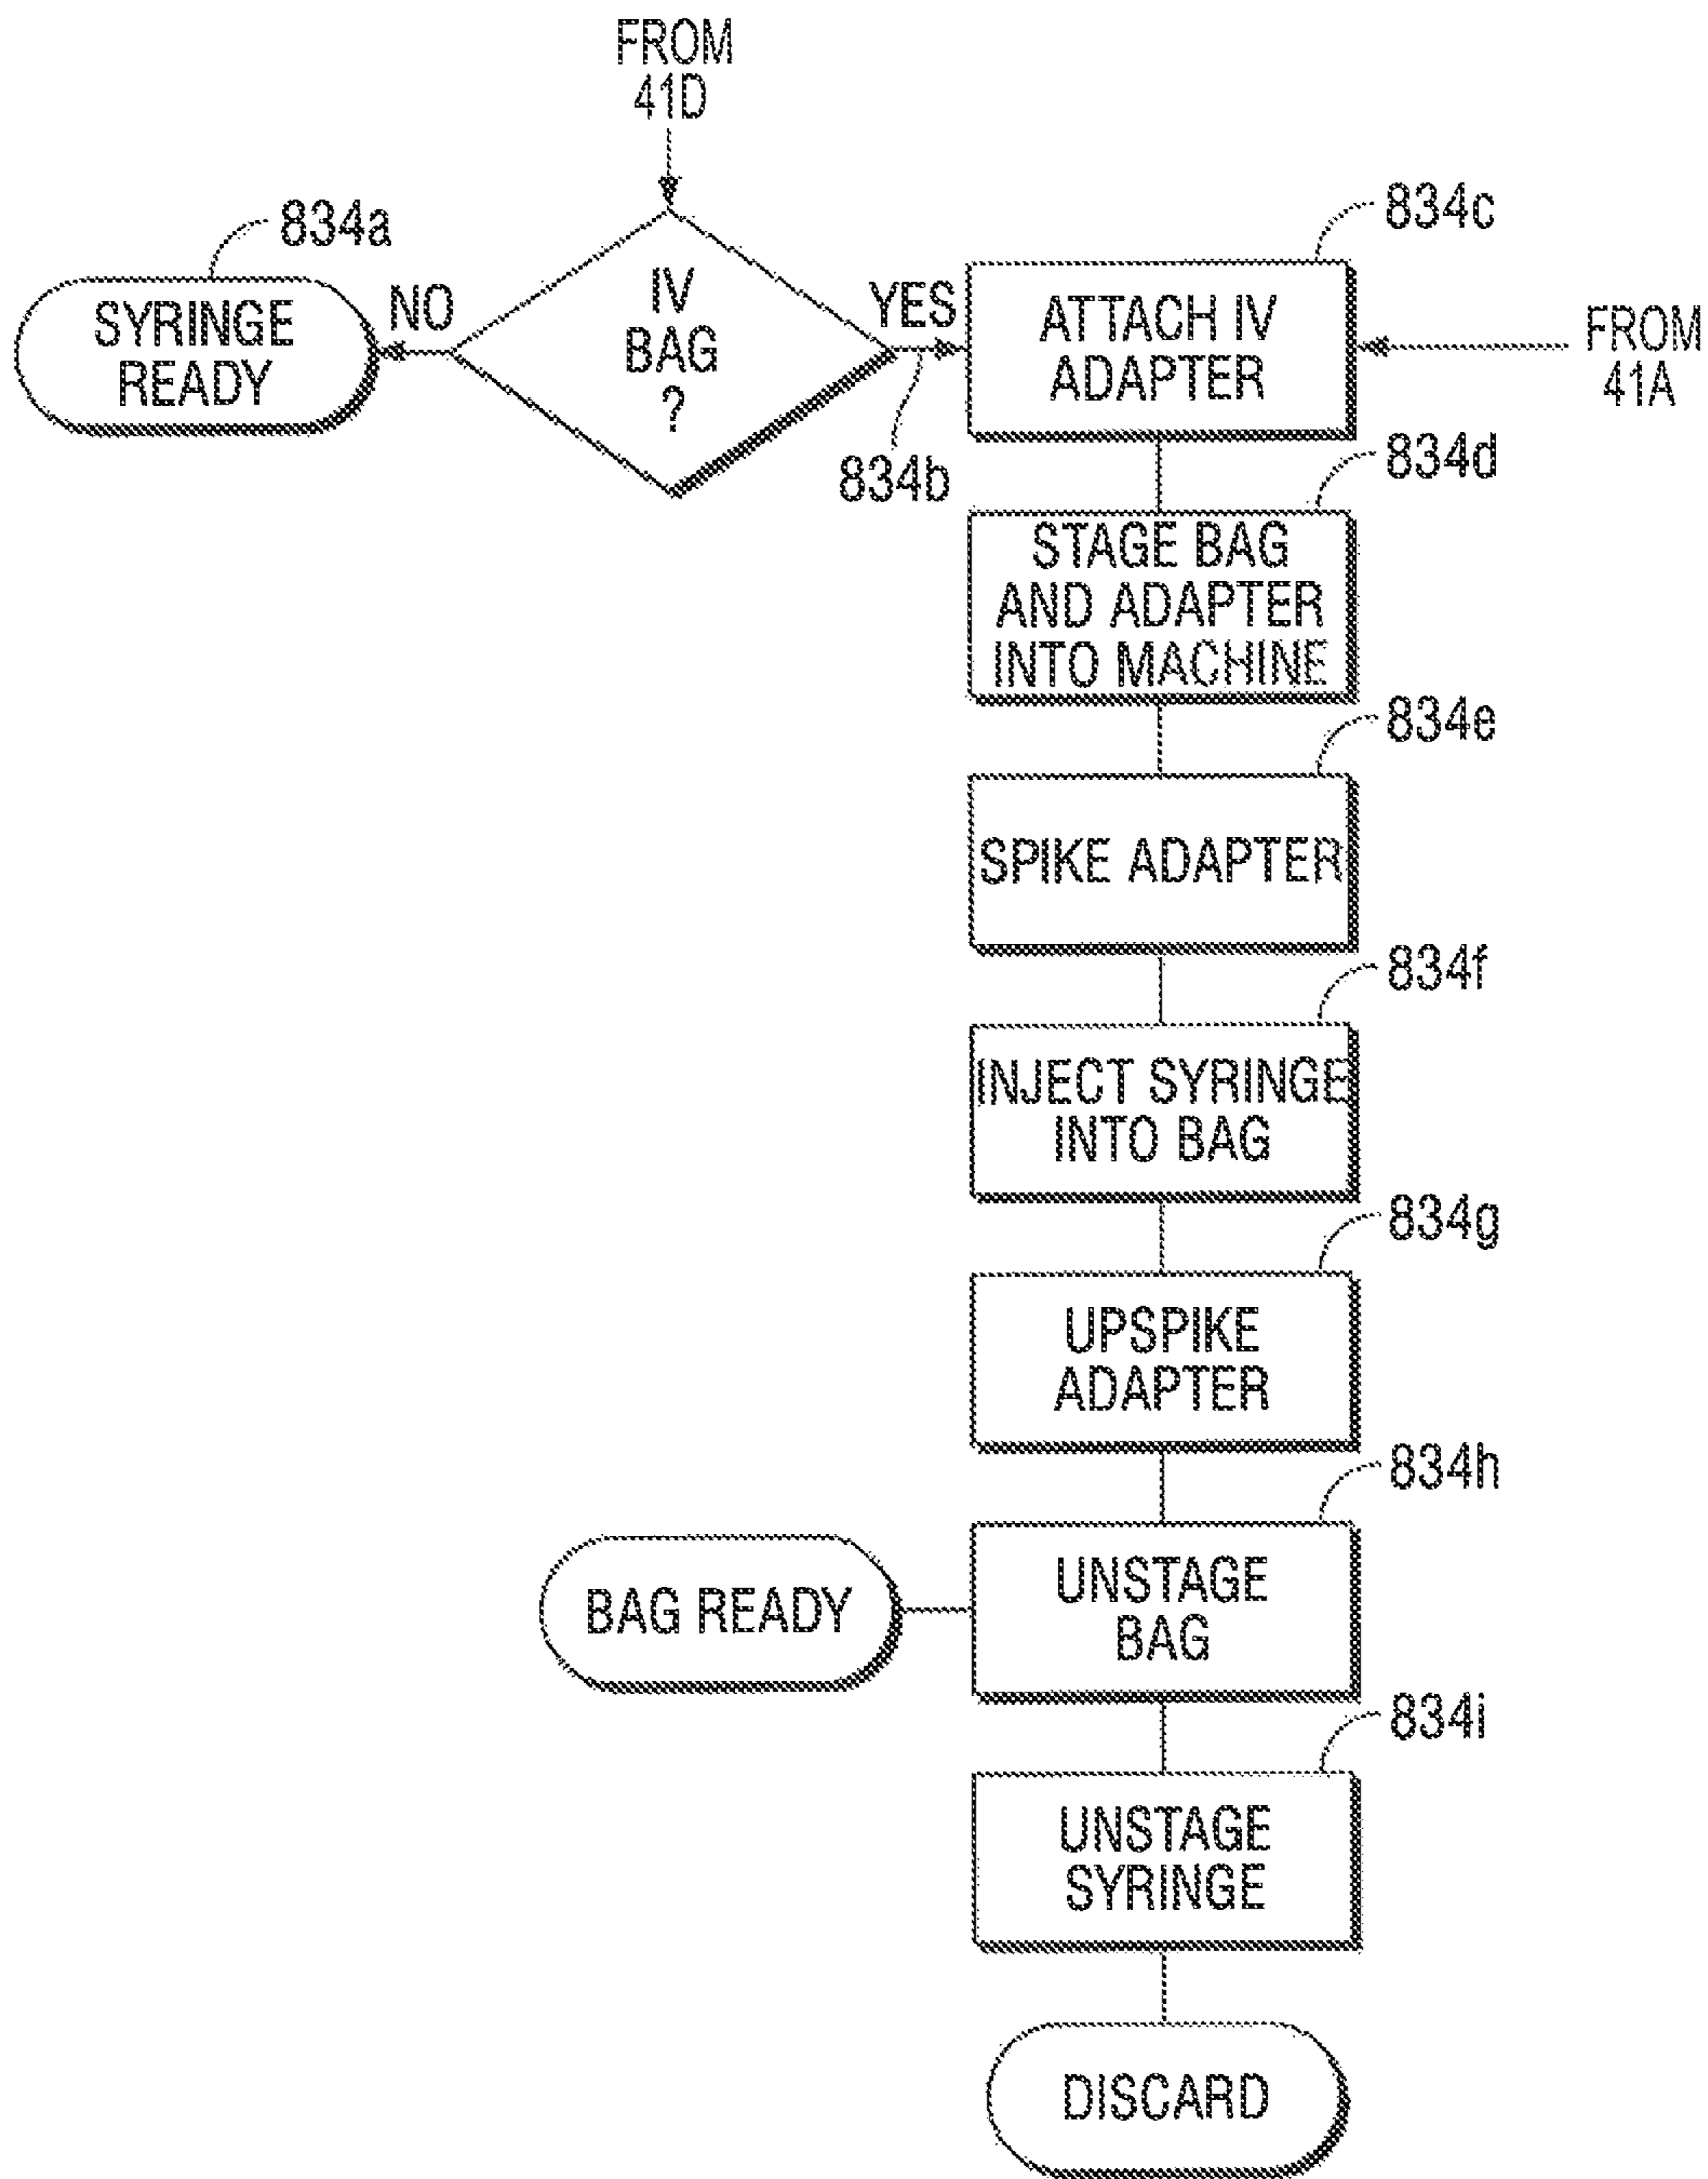 FROM
41D
834a
SYRINGE
READY
NO
IV
BAG
?
YES
834b
834c
ATTACH IV
ADAPTER
FROM
41A
834d
STAGE BAG
AND ADAPTER
INTO MACHINE
834e
SPIKE ADAPTER
834f
INJECT SYRINGE
INTO BAG
834g
UPSPIKE
ADAPTER
834h
BAG READY
UNSTAGE
BAG
834i
UNSTAGE
SYRINGE
DISCARD